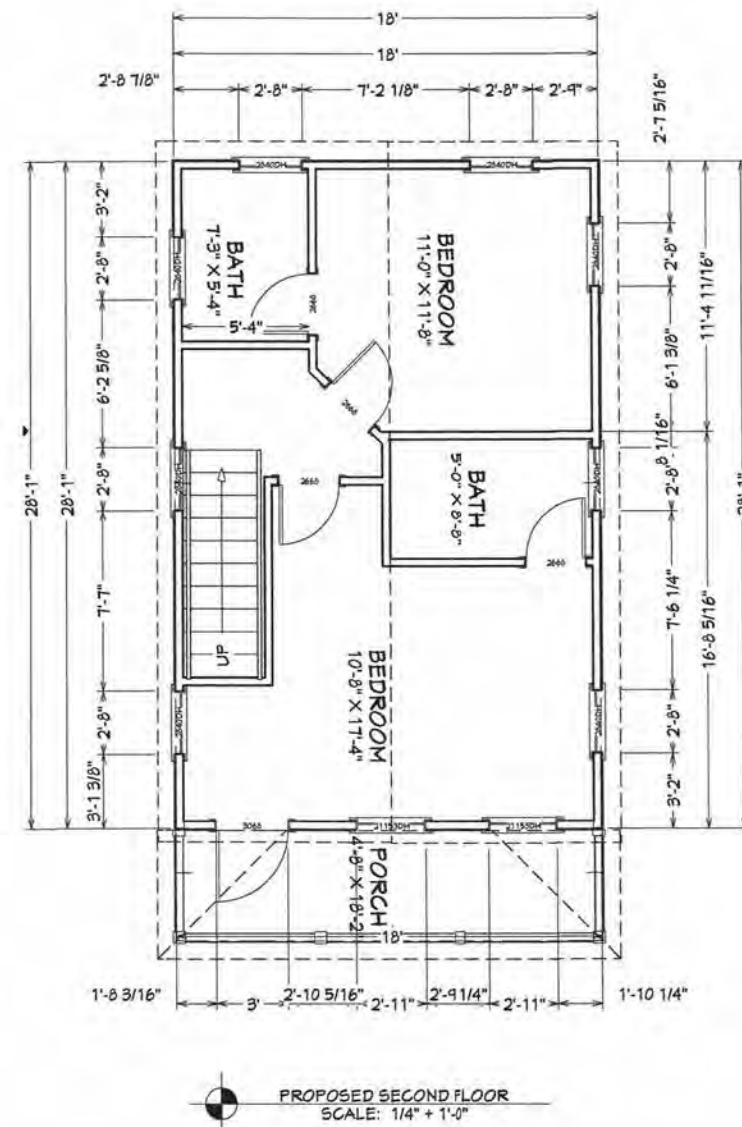 18'
18'
2'-8 7/8"
2'-8"
7'-2 1/8"
2'-8"
2'-9"
2'-7 5/16"
2640DH
2640DH
3'-2"
2'-8"
6'-2 5/8"
2'-8"
7'-7"
2'-8"
3'-1 3/8"
28'-1"
28'-1"
BATH
7'-3" X 5'-4"
5'-4"
2668
BEDROOM
11'-0" X 11'-8"
2668
2668
BATH
5'-0" X 8'-8"
2668
UP
BEDROOM
10'-8" X 17'-4"
2'-8"
6'-1 3/8"
8 1/16"
2'-8"
7'-6 1/4"
2'-8"
3'-2"
11'-4 11/16"
16'-8 5/16"
3068
PORCH
4'-8" X 18'-2"
18'
1'-8 3/16"
3'
2'-10 5/16"
2'-11"
2'-9 1/4"
2'-11"
1'-10 1/4"
PROPOSED SECOND FLOOR
SCALE: 1/4" + 1'-0"